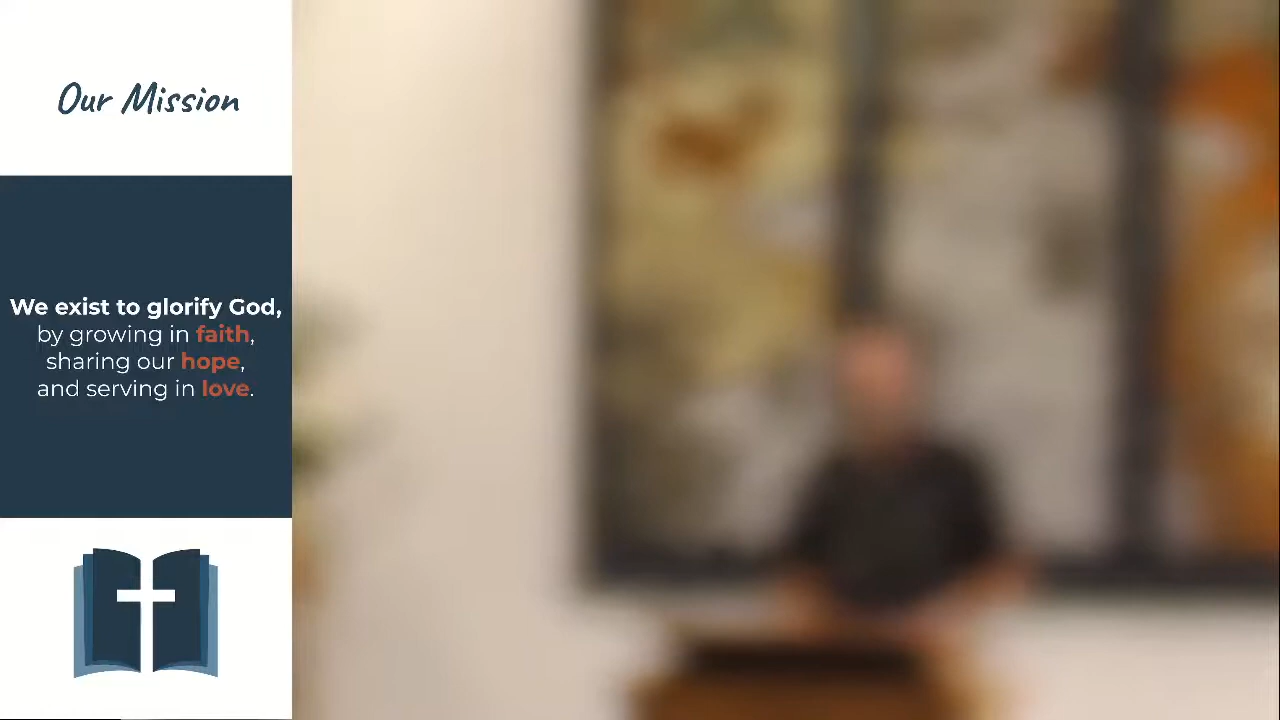 Our Mission
We exist to glorify God,
by growing in faith,
sharing our hope,
and serving in love.